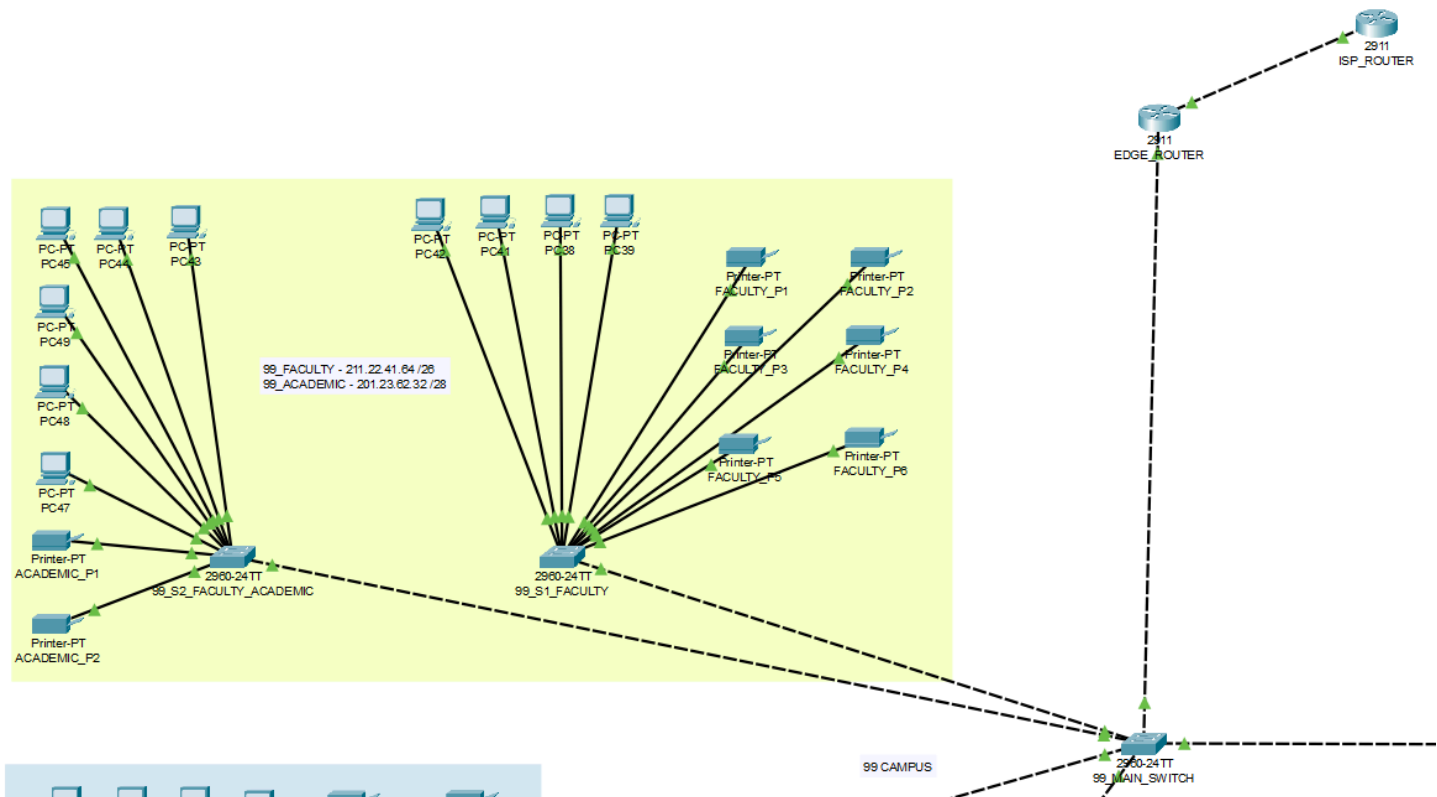 2911
ISP_ROUTER
2911
EDGE_ROUTER
PC-PT
PC45
PC-PT
PC44
PC-PT
PC43
PC-PT
PC42
PC-PT
PC41
PC-PT
PC38
PC-PT
PC39
Printer-PT
FACULTY_P1
Printer-PT
FACULTY_P2
PC-PT
PC49
Printer-PT
FACULTY_P3
Printer-PT
FACULTY_P4
99_FACULTY - 211.22.41.64 /26
99_ACADEMIC - 201.23.62.32 /28
PC-PT
PC48
Printer-PT
FACULTY_P5
Printer-PT
FACULTY_P6
PC-PT
PC47
Printer-PT
ACADEMIC_P1
2960-24TT
99_S2_FACULTY_ACADEMIC
2960-24TT
99_S1_FACULTY
Printer-PT
ACADEMIC_P2
99 CAMPUS
2960-24TT
99_MAIN_SWITCH